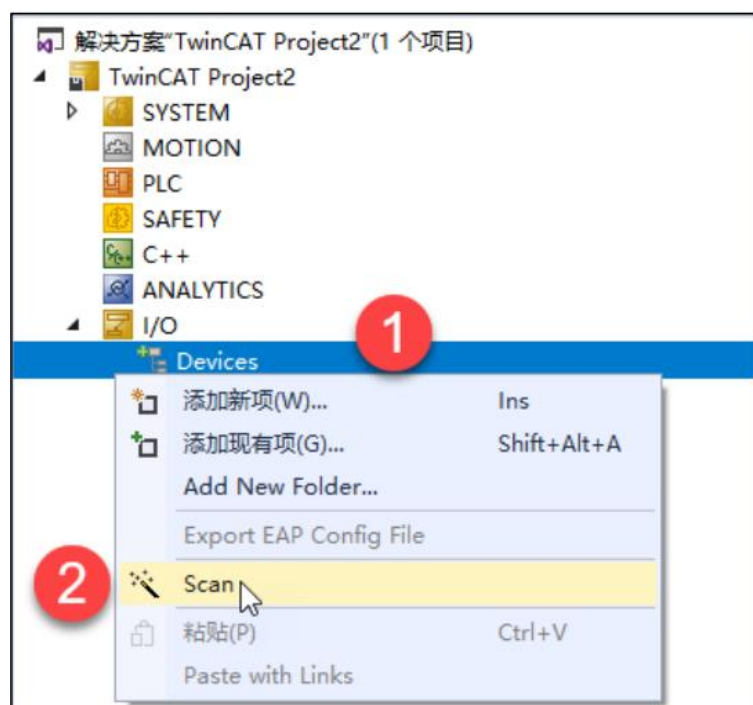 解决方案"TwinCAT Project2"(1 个项目)
TwinCAT Project2
SYSTEM
MOTION
PLC
SAFETY
C++
ANALYTICS
I/O
1
Devices
添加新项(W)... Ins
添加现有项(G)... Shift+Alt+A
Add New Folder...
Export EAP Config File
2 Scan
粘贴(P) Ctrl+V
Paste with Links